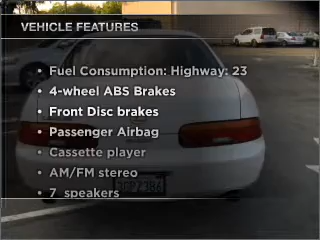 VEHICLE FEATURES
• Fuel Consumption: Highway: 23
• 4-wheel ABS Brakes
• Front Disc brakes
• Passenger Airbag
• Cassette player
• AM/FM stereo
• 7 speakers